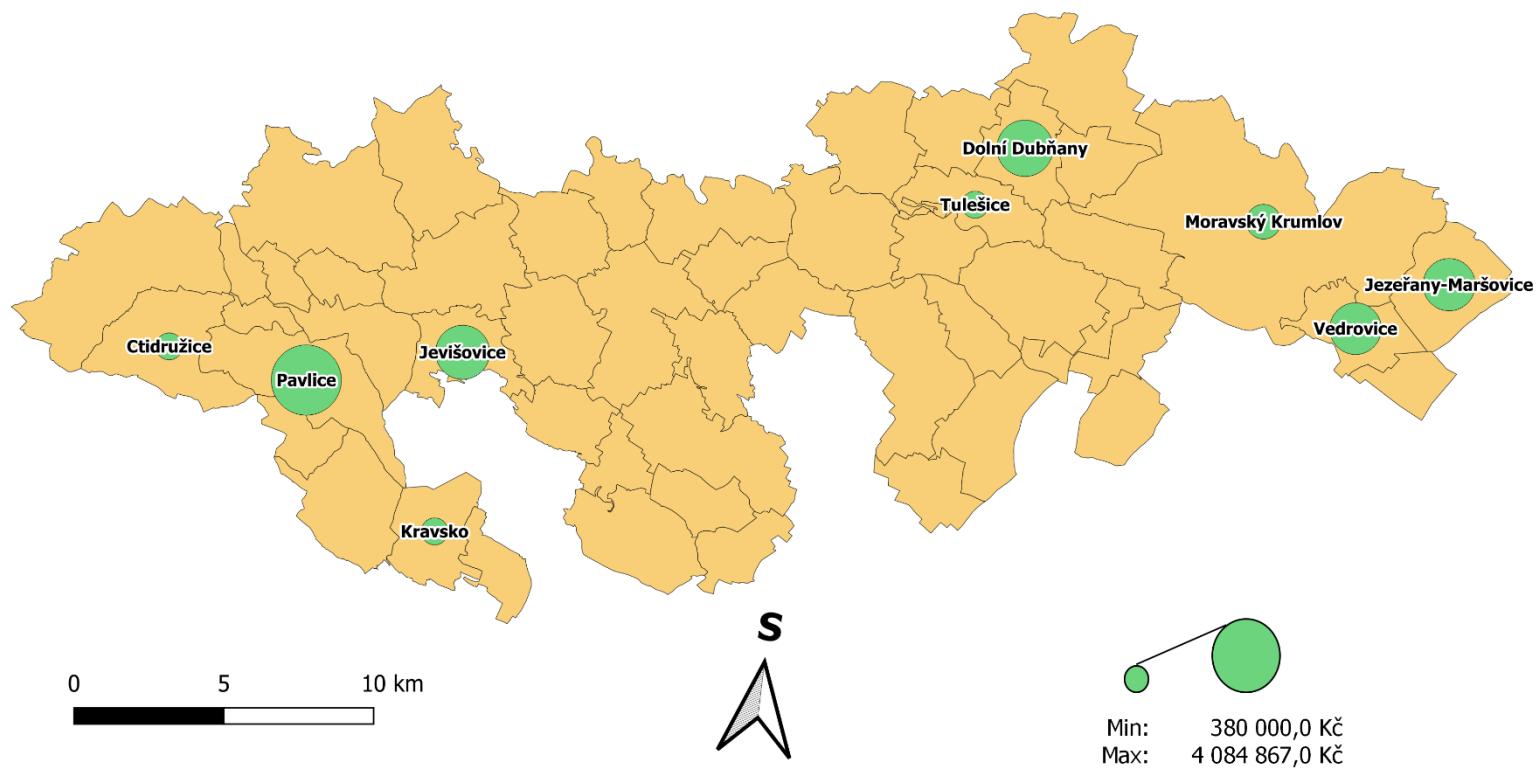 Dolní Dubňany
Tulešice
Moravský Krumlov
Jezeřany-Maršovice
Vedrovice
Ctidružice
Jevišovice
Pavlice
Kravsko
S
0 5 10 km
Min: 380 000,0 Kč
Max: 4 084 867,0 Kč